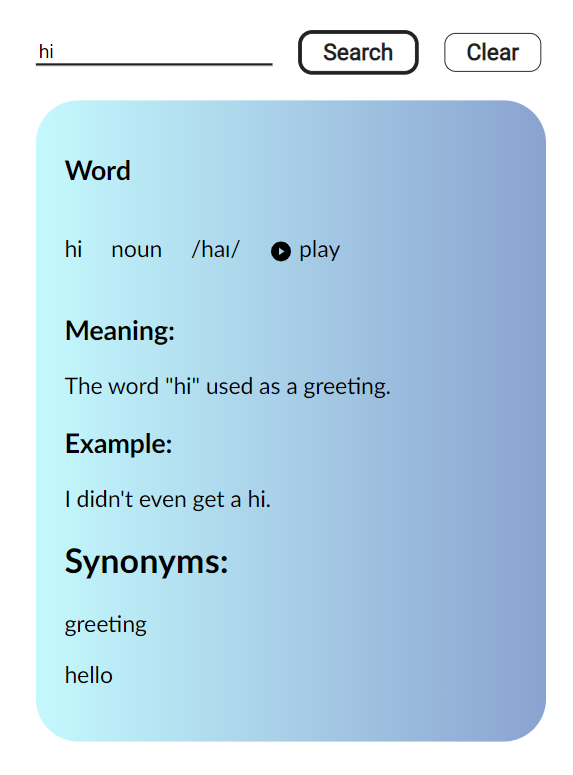 hi Search Clear
Word
hi noun /haɪ/ play
Meaning:
The word "hi" used as a greeting.
Example:
I didn't even get a hi.
Synonyms:
greeting
hello